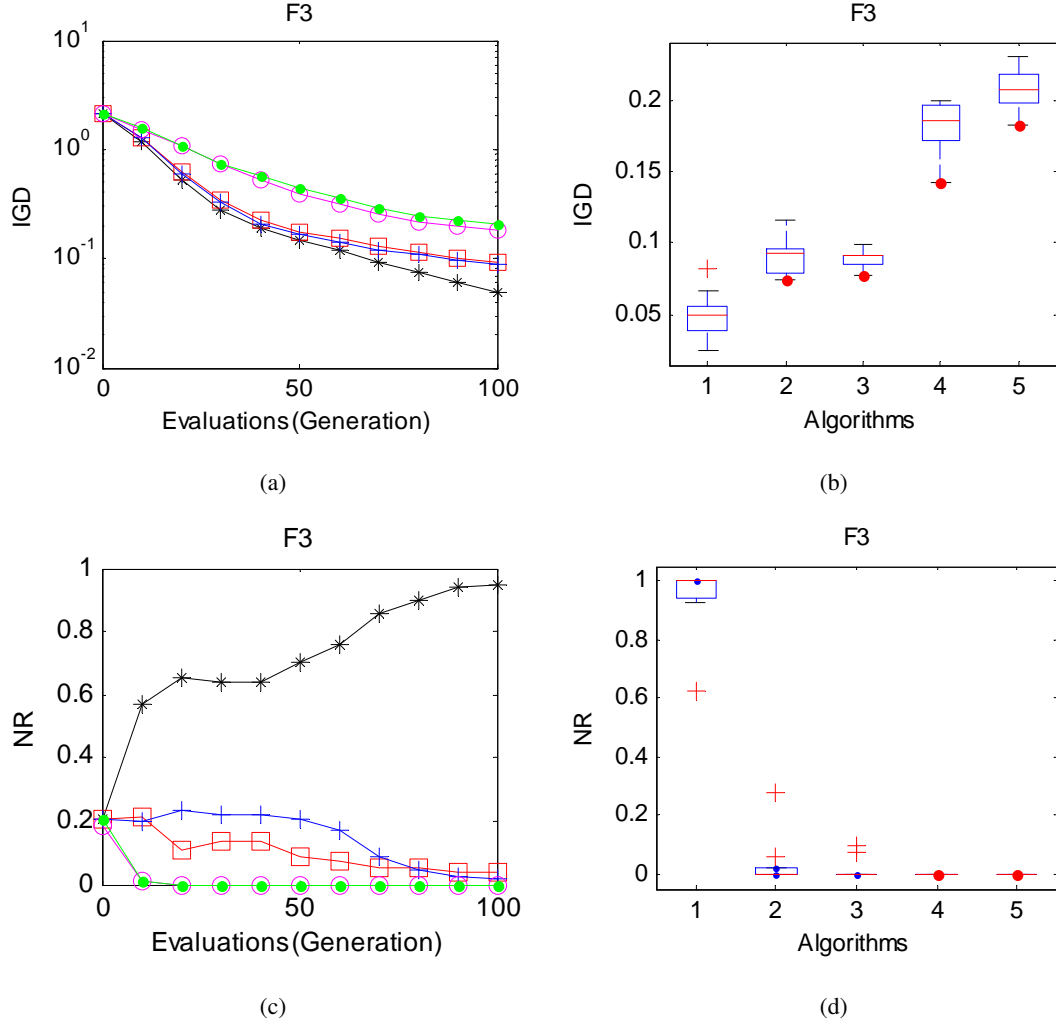 F3
10^1
10^0
10^-1
10^-2
IGD
0
50
100
Evaluations(Generation)
(a)
F3
0.2
0.15
0.1
0.05
IGD
1 2 3 4 5
Algorithms
(b)
F3
1
0.8
0.6
0.4
0.2
0
NR
0
50
100
Evaluations(Generation)
(c)
F3
1
0.8
0.6
0.4
0.2
0
NR
1 2 3 4 5
Algorithms
(d)